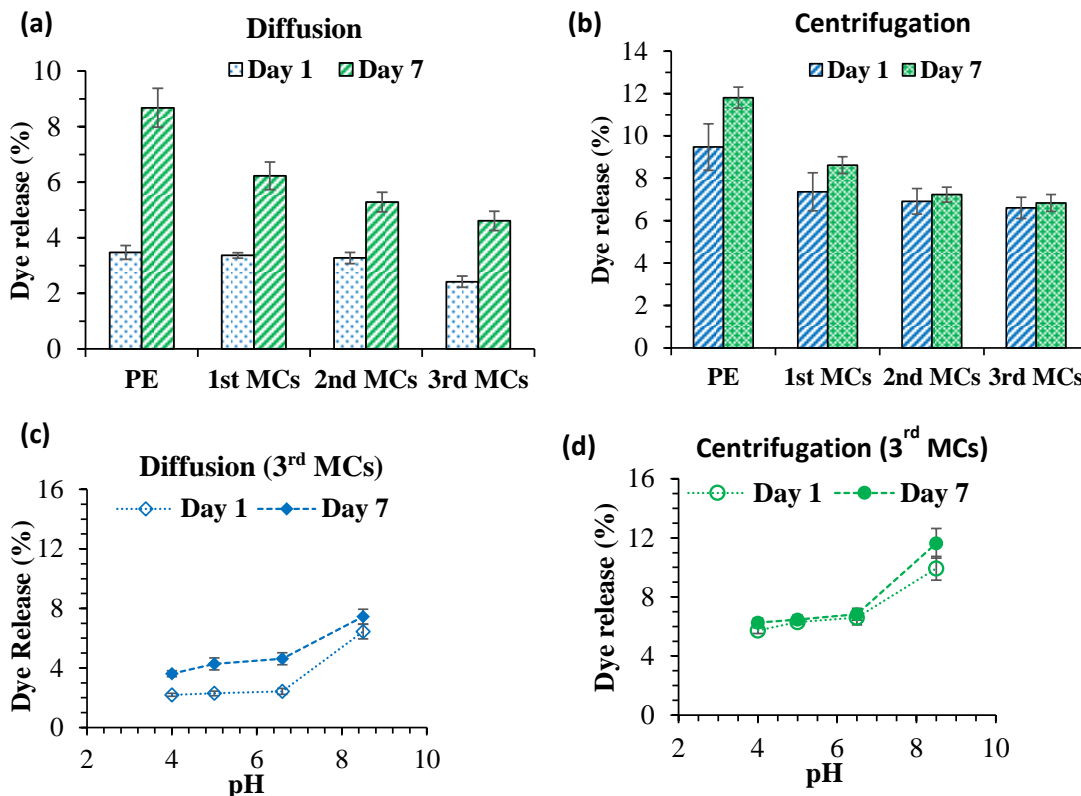 (a)
Diffusion
Day 1 Day 7
Dye release (%)
10
8
6
4
2
0
PE 1st MCs 2nd MCs 3rd MCs
(b)
Centrifugation
Day 1 Day 7
Dye release (%)
14
12
10
8
6
4
2
0
PE 1st MCs 2nd MCs 3rd MCs
(c)
Diffusion (3rd MCs)
Day 1 Day 7
Dye Release (%)
16
12
8
4
0
2 4 6 8 10
pH
(d)
Centrifugation (3rd MCs)
Day 1 Day 7
Dye release (%)
16
12
8
4
0
2 4 6 8 10
pH